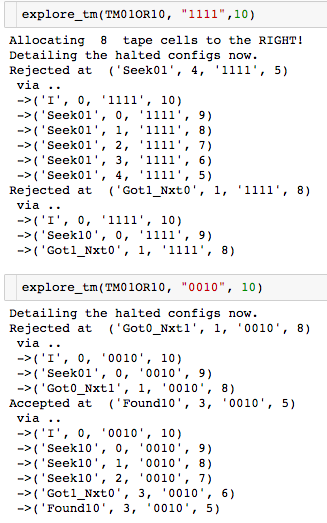 explore_tm(TM01OR10, "1111",10)
Allocating  8  tape cells to the RIGHT!
Detailing the halted configs now.
Rejected at  ('Seek01', 4, '1111', 5)
 via ..
 ->('I', 0, '1111', 10)
 ->('Seek01', 0, '1111', 9)
 ->('Seek01', 1, '1111', 8)
 ->('Seek01', 2, '1111', 7)
 ->('Seek01', 3, '1111', 6)
 ->('Seek01', 4, '1111', 5)
Rejected at  ('Got1_Nxt0', 1, '1111', 8)
 via ..
 ->('I', 0, '1111', 10)
 ->('Seek10', 0, '1111', 9)
 ->('Got1_Nxt0', 1, '1111', 8)
explore_tm(TM01OR10, "0010", 10)
Detailing the halted configs now.
Rejected at  ('Got0_Nxt1', 1, '0010', 8)
 via ..
 ->('I', 0, '0010', 10)
 ->('Seek01', 0, '0010', 9)
 ->('Got0_Nxt1', 1, '0010', 8)
Accepted at  ('Found10', 3, '0010', 5)
 via ..
 ->('I', 0, '0010', 10)
 ->('Seek10', 0, '0010', 9)
 ->('Seek10', 1, '0010', 8)
 ->('Seek10', 2, '0010', 7)
 ->('Got1_Nxt0', 3, '0010', 6)
 ->('Found10', 3, '0010', 5)